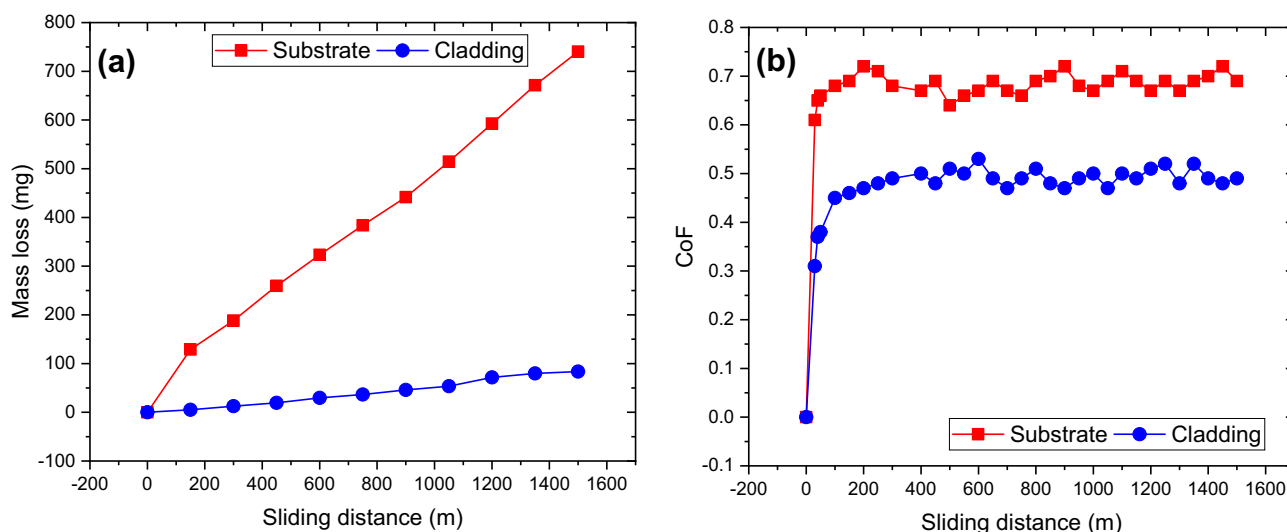 (a)
Substrate Cladding
Mass loss (mg)
800
700
600
500
400
300
200
100
0
-100
-200 0 200 400 600 800 1000 1200 1400 1600
Sliding distance (m)
(b)
CoF
0.8
0.7
0.6
0.5
0.4
0.3
0.2
0.1
0.0
-0.1
Substrate Cladding
-200 0 200 400 600 800 1000 1200 1400 1600
Sliding distance (m)